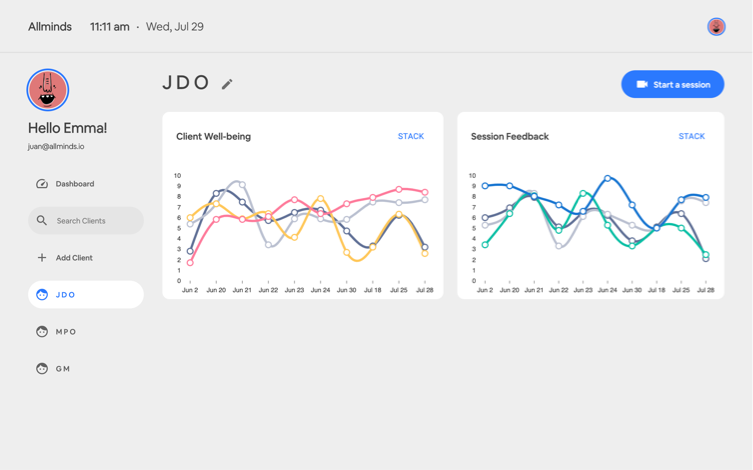 Allminds 11:11 am · Wed, Jul 29
Hello Emma!
juan@allminds.io
Dashboard
Search Clients
Add Client
J D O
M P O
G M
J D O
Start a session
Client Well-being STACK
10
9
8
7
6
5
4
3
2
1
0
Jun 2 Jun 20 Jun 21 Jun 22 Jun 23 Jun 24 Jun 30 Jul 18 Jul 25 Jul 28
Session Feedback STACK
10
9
8
7
6
5
4
3
2
1
0
Jun 2 Jun 20 Jun 21 Jun 22 Jun 23 Jun 24 Jun 30 Jul 18 Jul 25 Jul 28